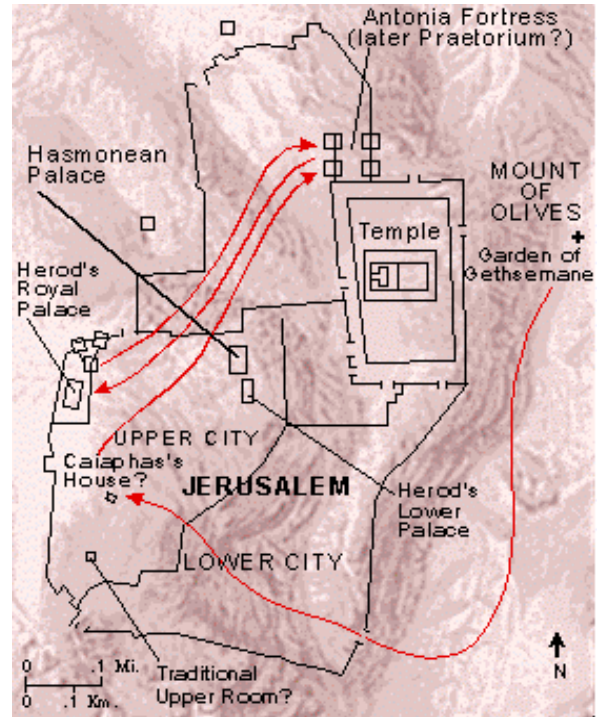 Antonia Fortress
(later Praetorium?)
Hasmonean
Palace
MOUNT
OF
OLIVES
Temple
Garden of
Gethsemane
Herod's
Royal
Palace
UPPER CITY
Caiaphas's
House?
JERUSALEM
Herod's
Lower
Palace
LOWER CITY
Traditional
Upper Room?
0 .1 Mi.
0 .1 Km.
N